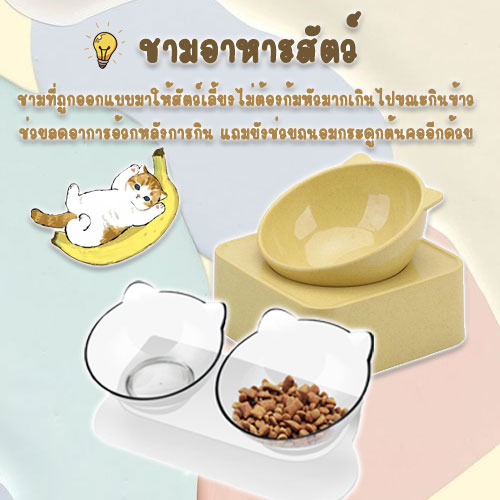 ชามอาหารสัตว์
ชามที่ถูกออกแบบมาให้สัตว์เลี้ยงไม่ต้องก้มหัวมากเกินไปขณะกินข้าว
ช่วยลดอาการอ้วกหลังการกิน แถมยังช่วยถนอมกระดูกต้นคออีกด้วย